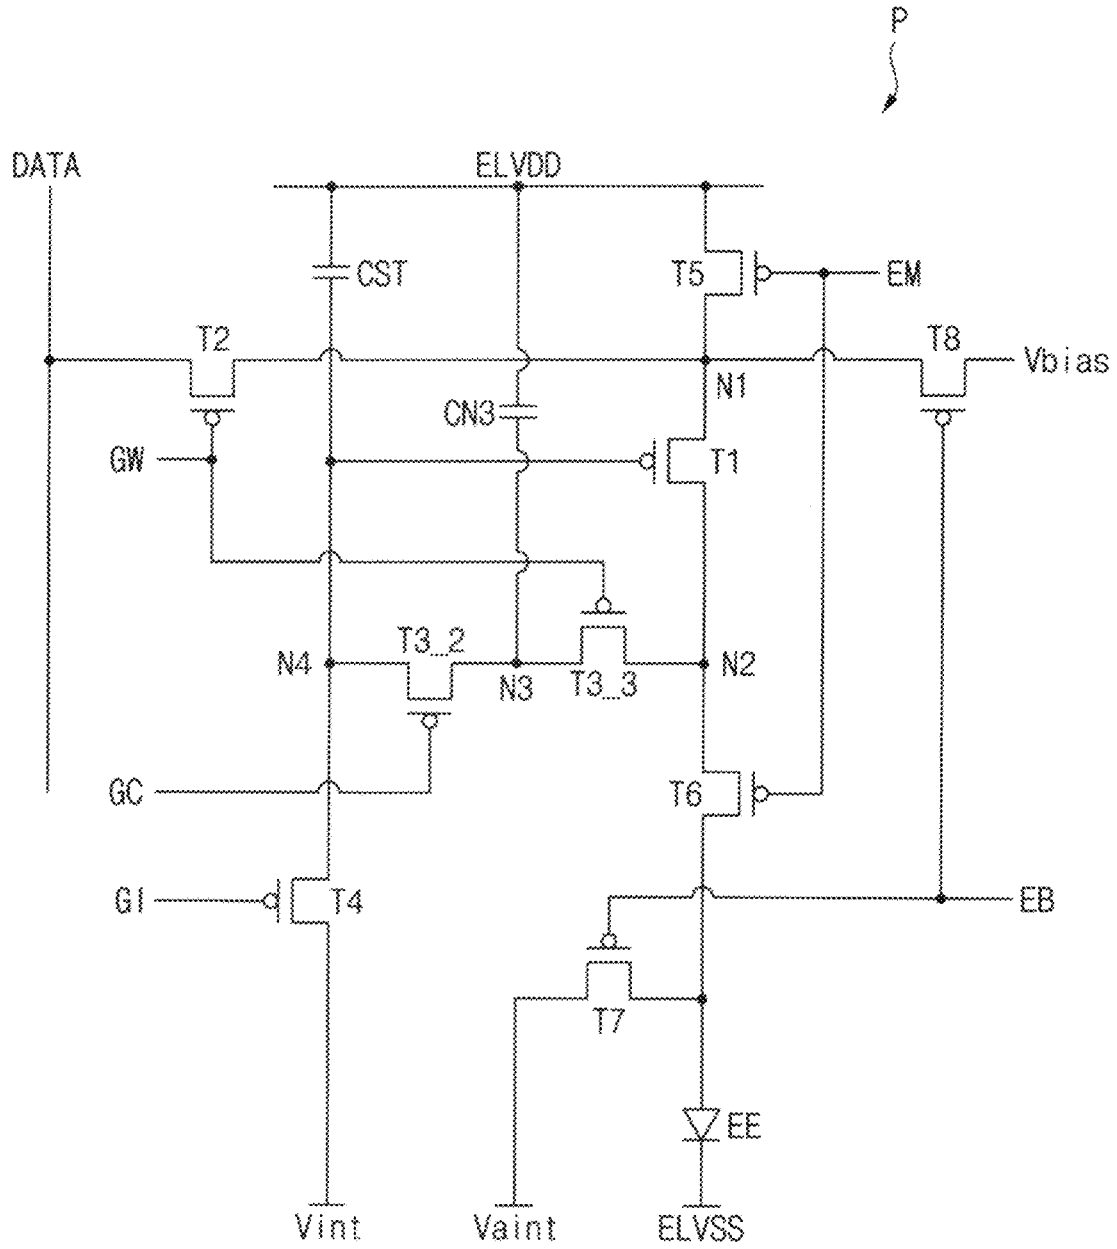 P
DATA
ELVDD
CST
T5
EM
T2
T8
Vbias
N1
CN3
GW
T1
T3_2
N4
N3
T3_3
N2
GC
T6
GI
T4
EB
T7
EE
Vint
Vaint
ELVSS